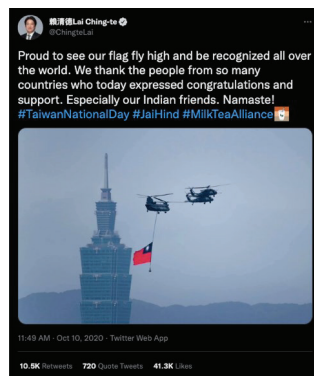 賴清德Lai Ching-te
@ChingteLai
Proud to see our flag fly high and be recognized all over
the world. We thank the people from so many
countries who today expressed congratulations and
support. Especially our Indian friends. Namaste!
#TaiwanNationalDay #JaiHind #MilkTeaAlliance
11:49 AM · Oct 10, 2020 · Twitter Web App
10.5K Retweets 720 Quote Tweets 41.3K Likes